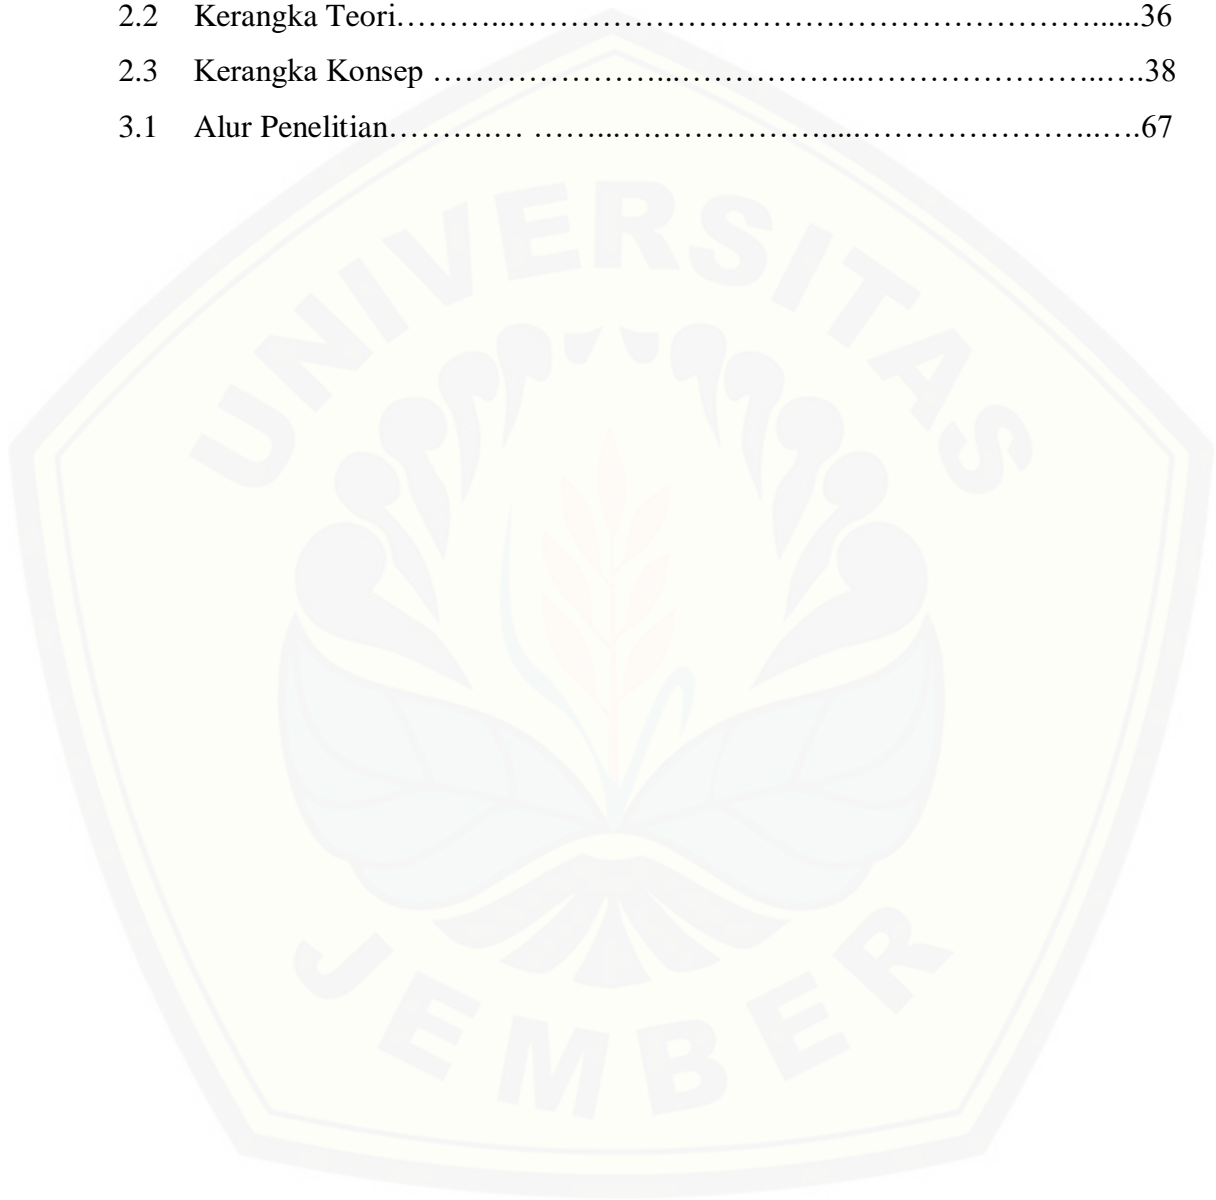 2.2 Kerangka Teori………...……………………………………………………......36
2.3 Kerangka Konsep …………………...……………...…………………..….38
3.1 Alur Penelitian……….… ……...….……………......…………………..….67
UNIVERSITAS
JEMBER